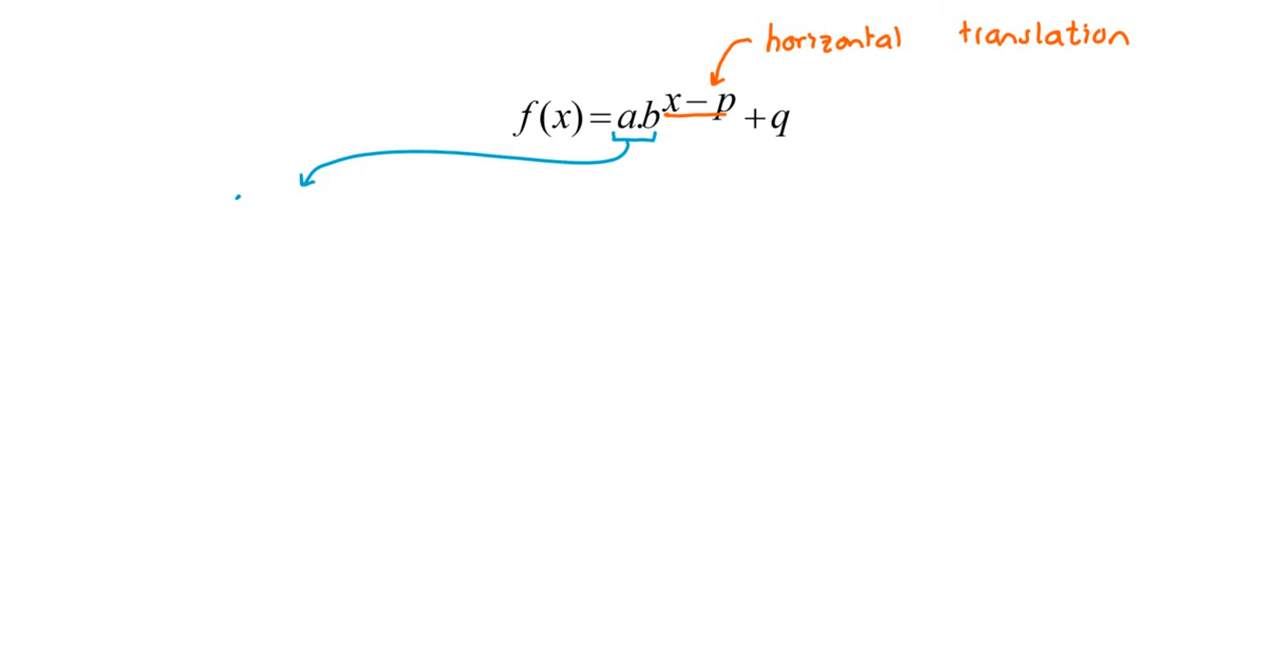 horizontal translation
f(x) = a.b^{x − p} + q